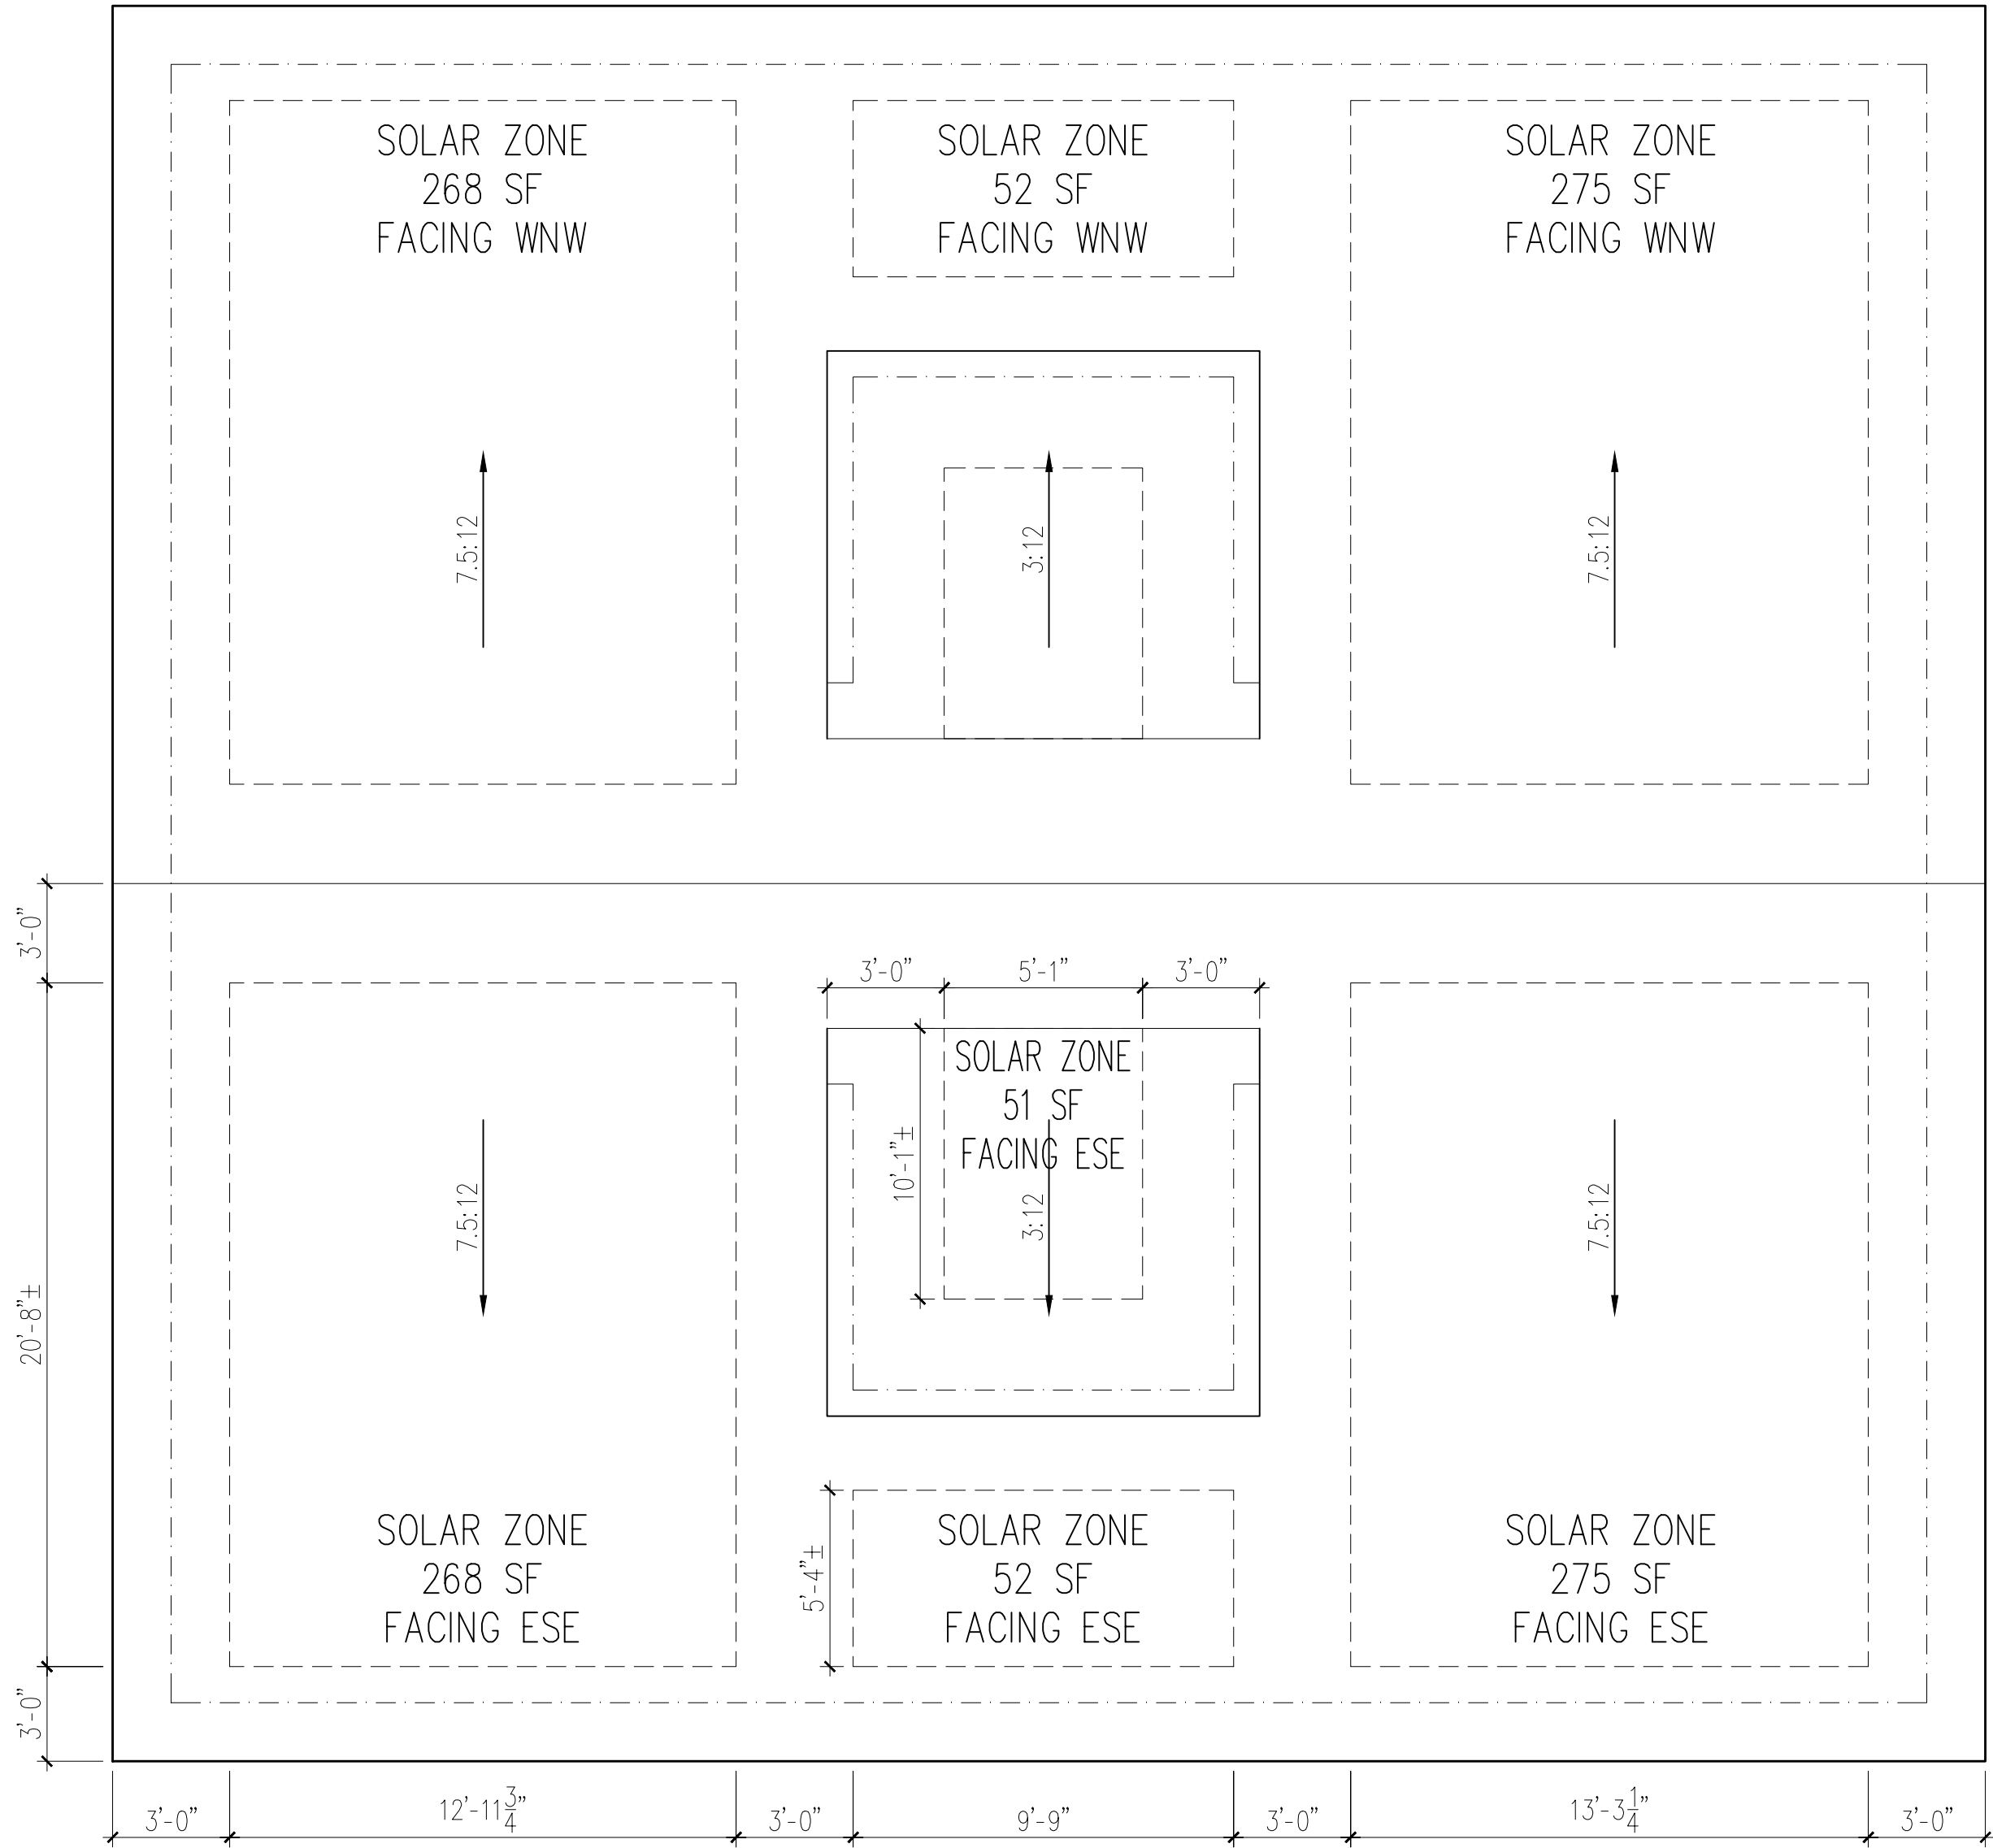 SOLAR ZONE
268 SF
FACING WNW
SOLAR ZONE
52 SF
FACING WNW
SOLAR ZONE
275 SF
FACING WNW
7.5:12
3:12
7.5:12
3'-0"
3'-0"
5'-1"
3'-0"
SOLAR ZONE
51 SF
FACING ESE
10'-1"±
7.5:12
3:12
7.5:12
20'-8"±
SOLAR ZONE
268 SF
FACING ESE
5'-4"±
SOLAR ZONE
52 SF
FACING ESE
SOLAR ZONE
275 SF
FACING ESE
3'-0"
3'-0"
12'-11 3/4"
3'-0"
9'-9"
3'-0"
13'-3 1/4"
3'-0"